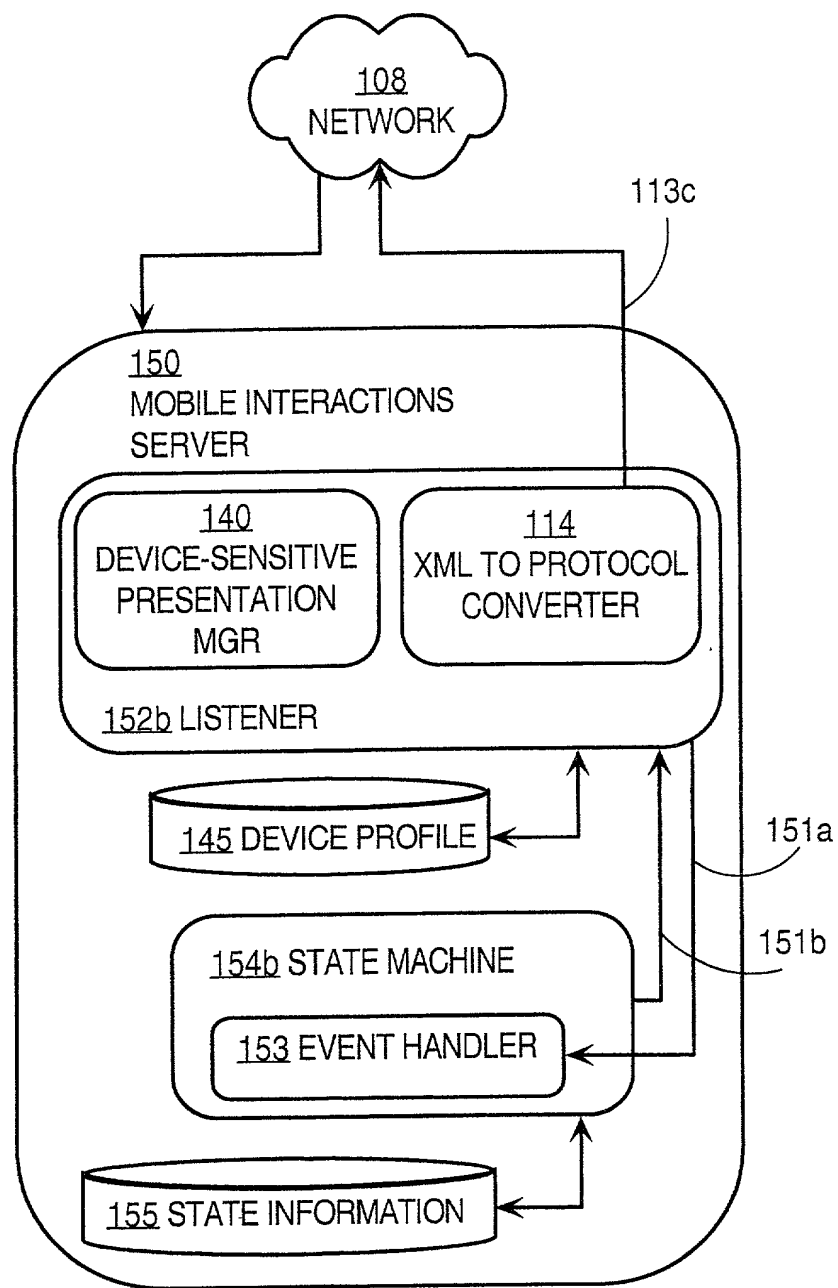 108
NETWORK
113c
150
MOBILE INTERACTIONS
SERVER
140
DEVICE-SENSITIVE
PRESENTATION
MGR
114
XML TO PROTOCOL
CONVERTER
152b LISTENER
145 DEVICE PROFILE
151a
151b
154b STATE MACHINE
153 EVENT HANDLER
155 STATE INFORMATION